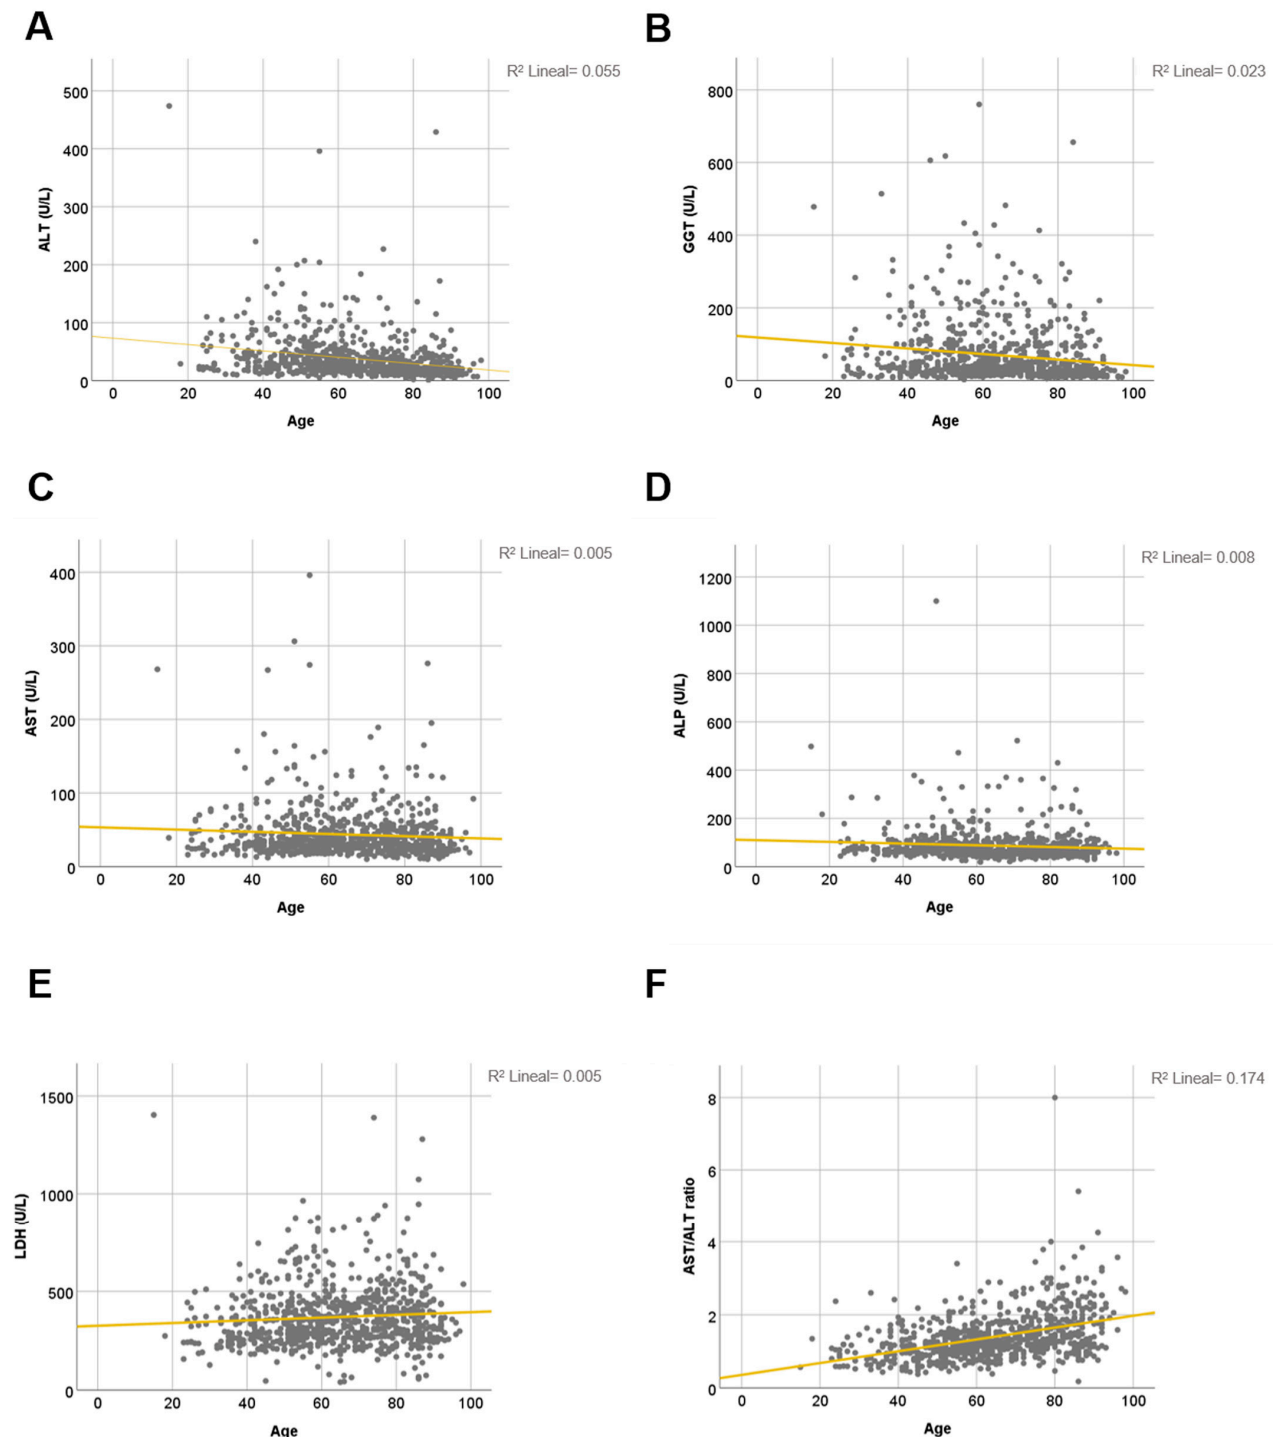 A
R² Lineal= 0.055
500
400
300
200
100
0
ALT (U/L)
0 20 40 60 80 100
Age
B
R² Lineal= 0.023
800
600
400
200
0
GGT (U/L)
0 20 40 60 80 100
Age
C
R² Lineal= 0.005
400
300
200
100
0
AST (U/L)
0 20 40 60 80 100
Age
D
R² Lineal= 0.008
1200
1000
800
600
400
200
0
ALP (U/L)
0 20 40 60 80 100
Age
E
R² Lineal= 0.005
1500
1000
500
0
LDH (U/L)
0 20 40 60 80 100
Age
F
R² Lineal= 0.174
8
6
4
2
0
AST/ALT ratio
0 20 40 60 80 100
Age